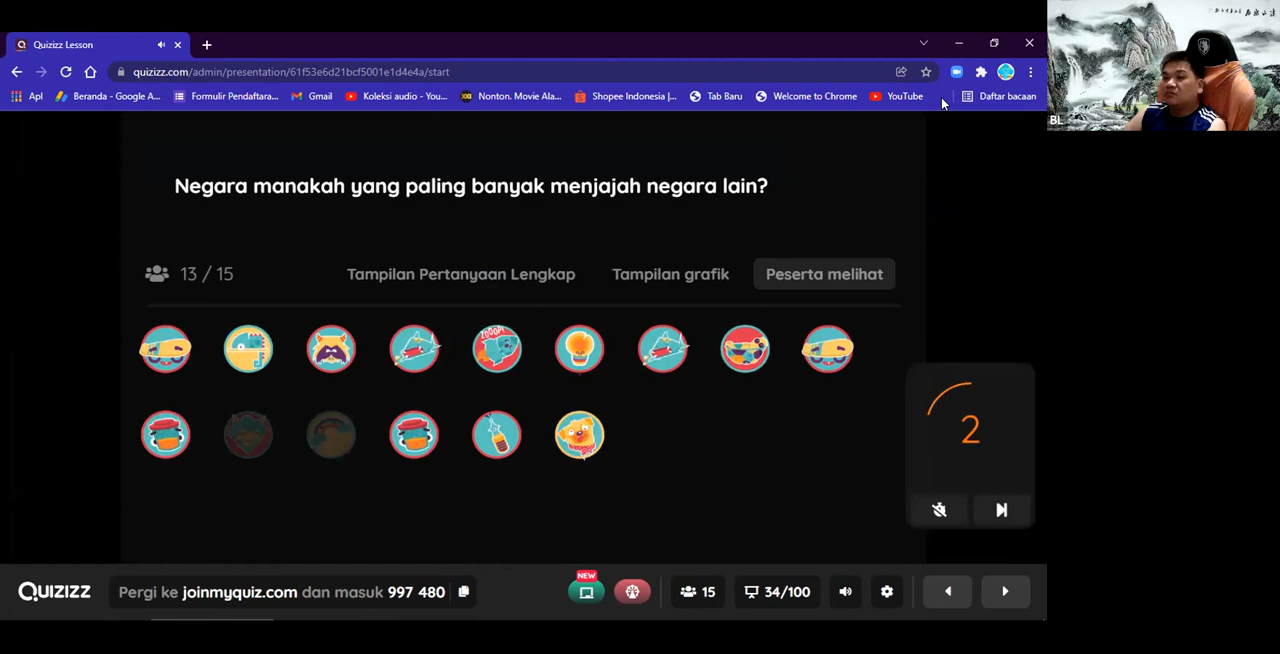 Quizizz Lesson
quizizz.com/admin/presentation/61f53e6d21bcf5001e1d4e4a/start
Apl
Beranda - Google A...
Formulir Pendaftara...
Gmail
Koleksi audio - You...
Nonton. Movie Ala...
Shopee Indonesia |...
Tab Baru
Welcome to Chrome
YouTube
Daftar bacaan
BL
Negara manakah yang paling banyak menjajah negara lain?
13 / 15
Tampilan Pertanyaan Lengkap
Tampilan grafik
Peserta melihat
ZOOOP!
2
NEW
QUIZIZZ
Pergi ke joinmyquiz.com dan masuk 997 480
15
34/100